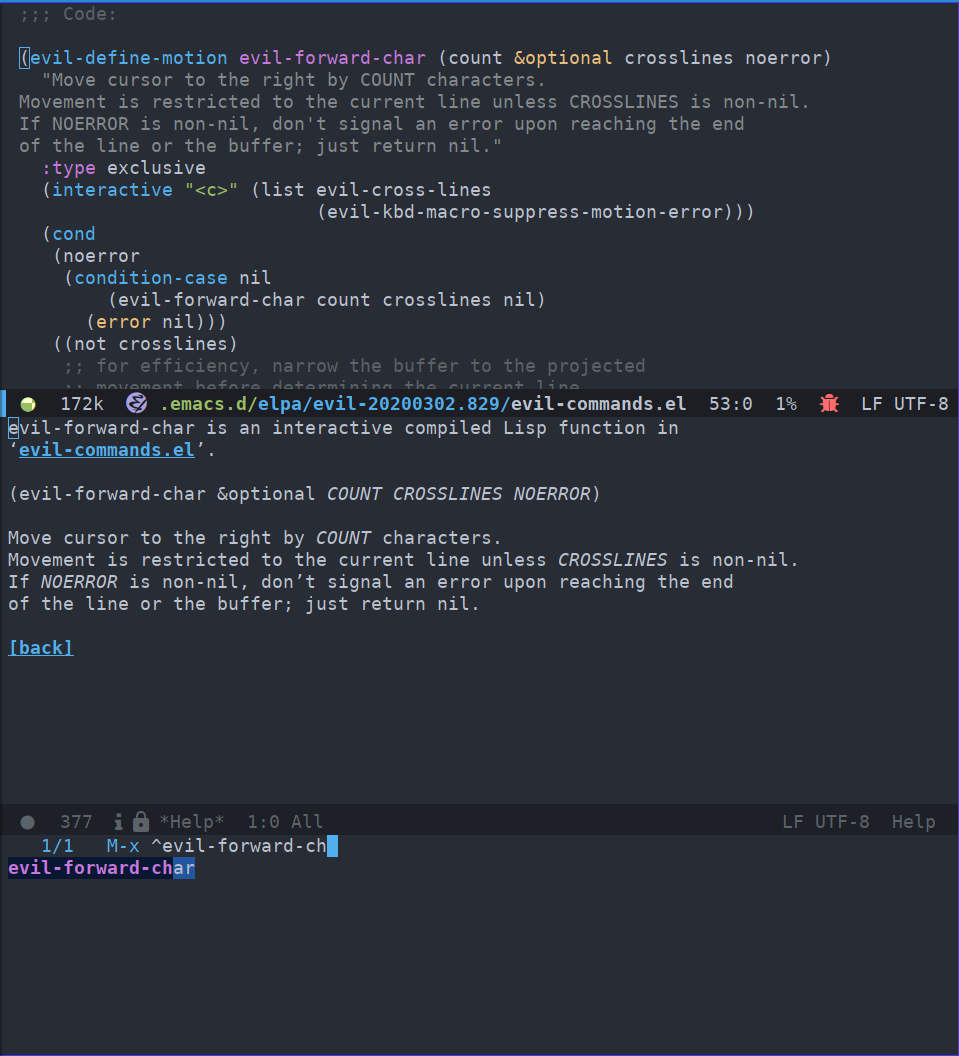 ;;; Code:
(evil-define-motion evil-forward-char (count &optional crosslines noerror)
"Move cursor to the right by COUNT characters.
Movement is restricted to the current line unless CROSSLINES is non-nil.
If NOERROR is non-nil, don't signal an error upon reaching the end
of the line or the buffer; just return nil."
:type exclusive
(interactive "<c>" (list evil-cross-lines
(evil-kbd-macro-suppress-motion-error)))
(cond
(noerror
(condition-case nil
(evil-forward-char count crosslines nil)
(error nil)))
((not crosslines)
;; for efficiency, narrow the buffer to the projected
;; movement before determining the current line
172k .emacs.d/elpa/evil-20200302.829/evil-commands.el 53:0 1% LF UTF-8
evil-forward-char is an interactive compiled Lisp function in
‘evil-commands.el’.
(evil-forward-char &optional COUNT CROSSLINES NOERROR)
Move cursor to the right by COUNT characters.
Movement is restricted to the current line unless CROSSLINES is non-nil.
If NOERROR is non-nil, don’t signal an error upon reaching the end
of the line or the buffer; just return nil.
[back]
377 *Help* 1:0 All LF UTF-8 Help
1/1 M-x ^evil-forward-ch
evil-forward-char